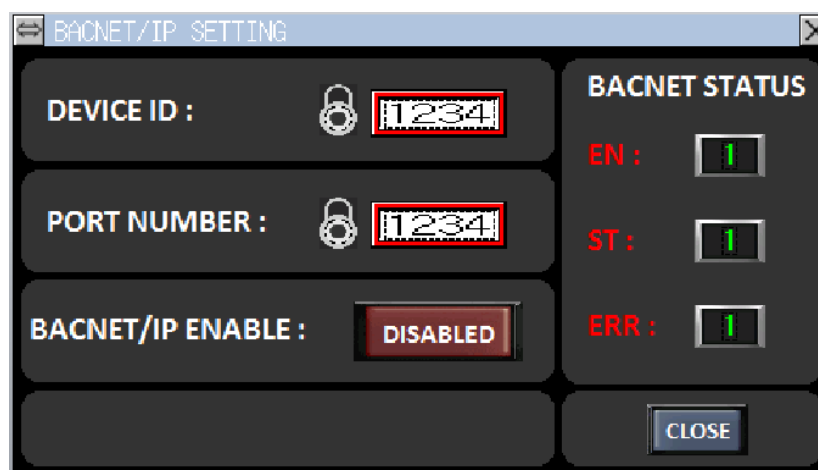 BACNET/IP SETTING
DEVICE ID :
1234
PORT NUMBER :
1234
BACNET/IP ENABLE :
DISABLED
BACNET STATUS
EN :
1
ST :
1
ERR :
1
CLOSE